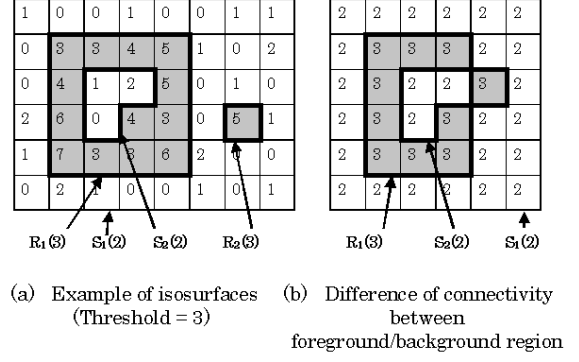 1 0 0 1 0 0 1 1
0 3 3 4 5 1 0 2
0 4 1 2 5 0 1 0
2 6 0 4 3 0 5 1
1 7 3 3 6 2 0 0
0 2 1 0 0 1 0 1
R₁(3) S₁(2) S₂(2) R₂(3)
(a) Example of isosurfaces
(Threshold = 3)
2 2 2 2 2 2
2 3 3 3 2 2
2 3 2 2 3 2
2 3 2 3 2 2
2 3 3 3 2 2
2 2 2 2 2 2
R₁(3) S₂(2) S₁(2)
(b) Difference of connectivity
between
foreground/background region